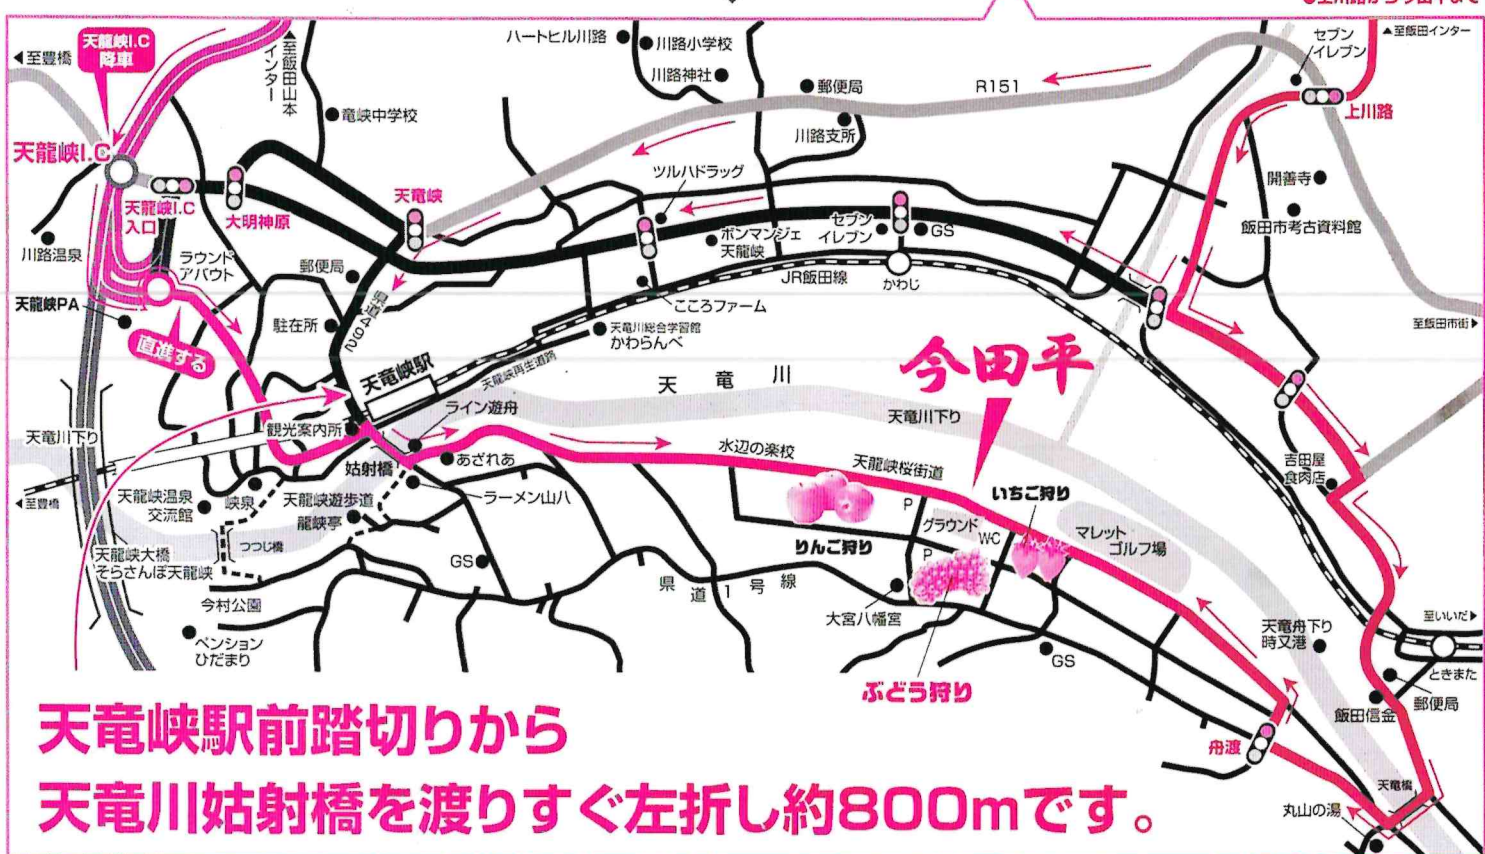 ◀至豊橋
天龍峡I.C
降車
▲至飯田山本
インター
ハートヒル川路
川路小学校
川路神社
郵便局
R151
セブン
イレブン
▲至飯田インター
上川路
竜峡中学校
川路支所
天龍峡I.C
天龍峡I.C
入口
大明神原
天竜峡
ツルハドラッグ
開善寺
飯田市考古資料館
川路温泉
ラウンド
アバウト
郵便局
ボンマンジェ
天龍峡
セブン
イレブン
GS
JR飯田線
かわじ
こころファーム
天龍峡PA
直進する
駐在所
天竜川総合学習館
かわらんべ
至飯田市街▶
天竜峡駅
天龍峡再生道路
天竜川
今田平
ライン遊舟
天竜川下り
天竜川下り
観光案内所
姑射橋
あざれあ
水辺の楽校
天龍峡桜街道
吉田屋
食肉店
◀至豊橋
天龍峡温泉
交流館
峡泉
天龍峡遊歩道
龍峡亭
ラーメン山八
いちご狩り
P
グラウンド
WC
マレット
ゴルフ場
りんご狩り
P
つつじ橋
天龍峡大橋
そらさんぽ天龍峡
GS
県道1号線
今村公園
大宮八幡宮
天竜舟下り
時又港
至いいだ▶
ペンション
ひだまり
GS
ときまた
ぶどう狩り
飯田信金
郵便局
舟渡
天竜橋
丸山の湯
天竜峡駅前踏切りから
天竜川姑射橋を渡りすぐ左折し約800mです。